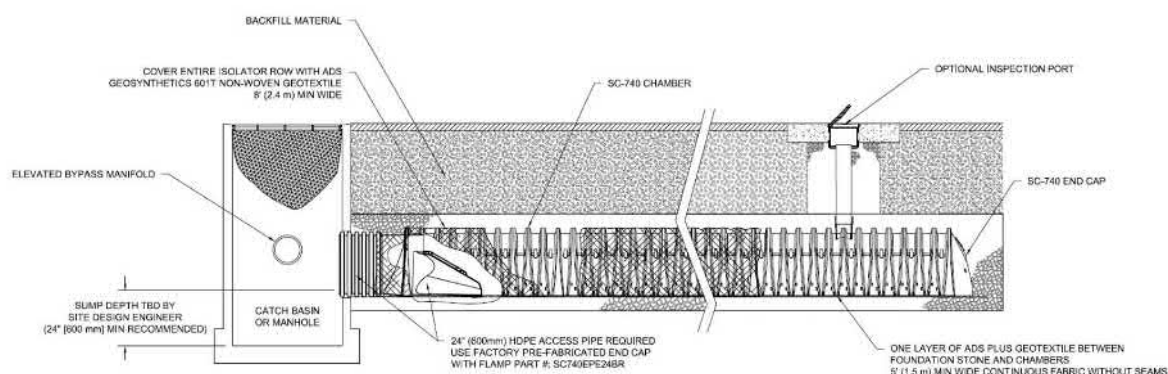 BACKFILL MATERIAL
COVER ENTIRE ISOLATOR ROW WITH ADS
GEOSYNTHETICS 601T NON-WOVEN GEOTEXTILE
8' (2.4 m) MIN WIDE
SC-740 CHAMBER
OPTIONAL INSPECTION PORT
ELEVATED BYPASS MANIFOLD
SC-740 END CAP
SUMP DEPTH TBD BY
SITE DESIGN ENGINEER
(24" [600 mm] MIN RECOMMENDED)
CATCH BASIN
OR MANHOLE
24" (600mm) HDPE ACCESS PIPE REQUIRED
USE FACTORY PRE-FABRICATED END CAP
WITH FLAMP PART #: SC740EPE24BR
ONE LAYER OF ADS PLUS GEOTEXTILE BETWEEN
FOUNDATION STONE AND CHAMBERS
5' (1.5 m) MIN WIDE CONTINUOUS FABRIC WITHOUT SEAMS